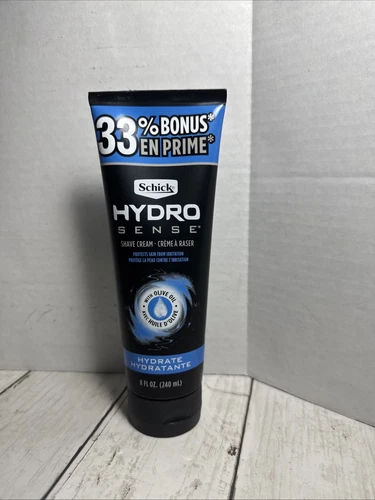 33% BONUS*
EN PRIME*
Schick®
HYDRO
SENSE®
SHAVE CREAM • CRÈME À RASER
PROTECTS SKIN FROM IRRITATION
PROTÈGE LA PEAU CONTRE L'IRRITATION
WITH OLIVE OIL
AVEC HUILE D'OLIVE
HYDRATE
HYDRATANTE
8 FL OZ. (240 mL)